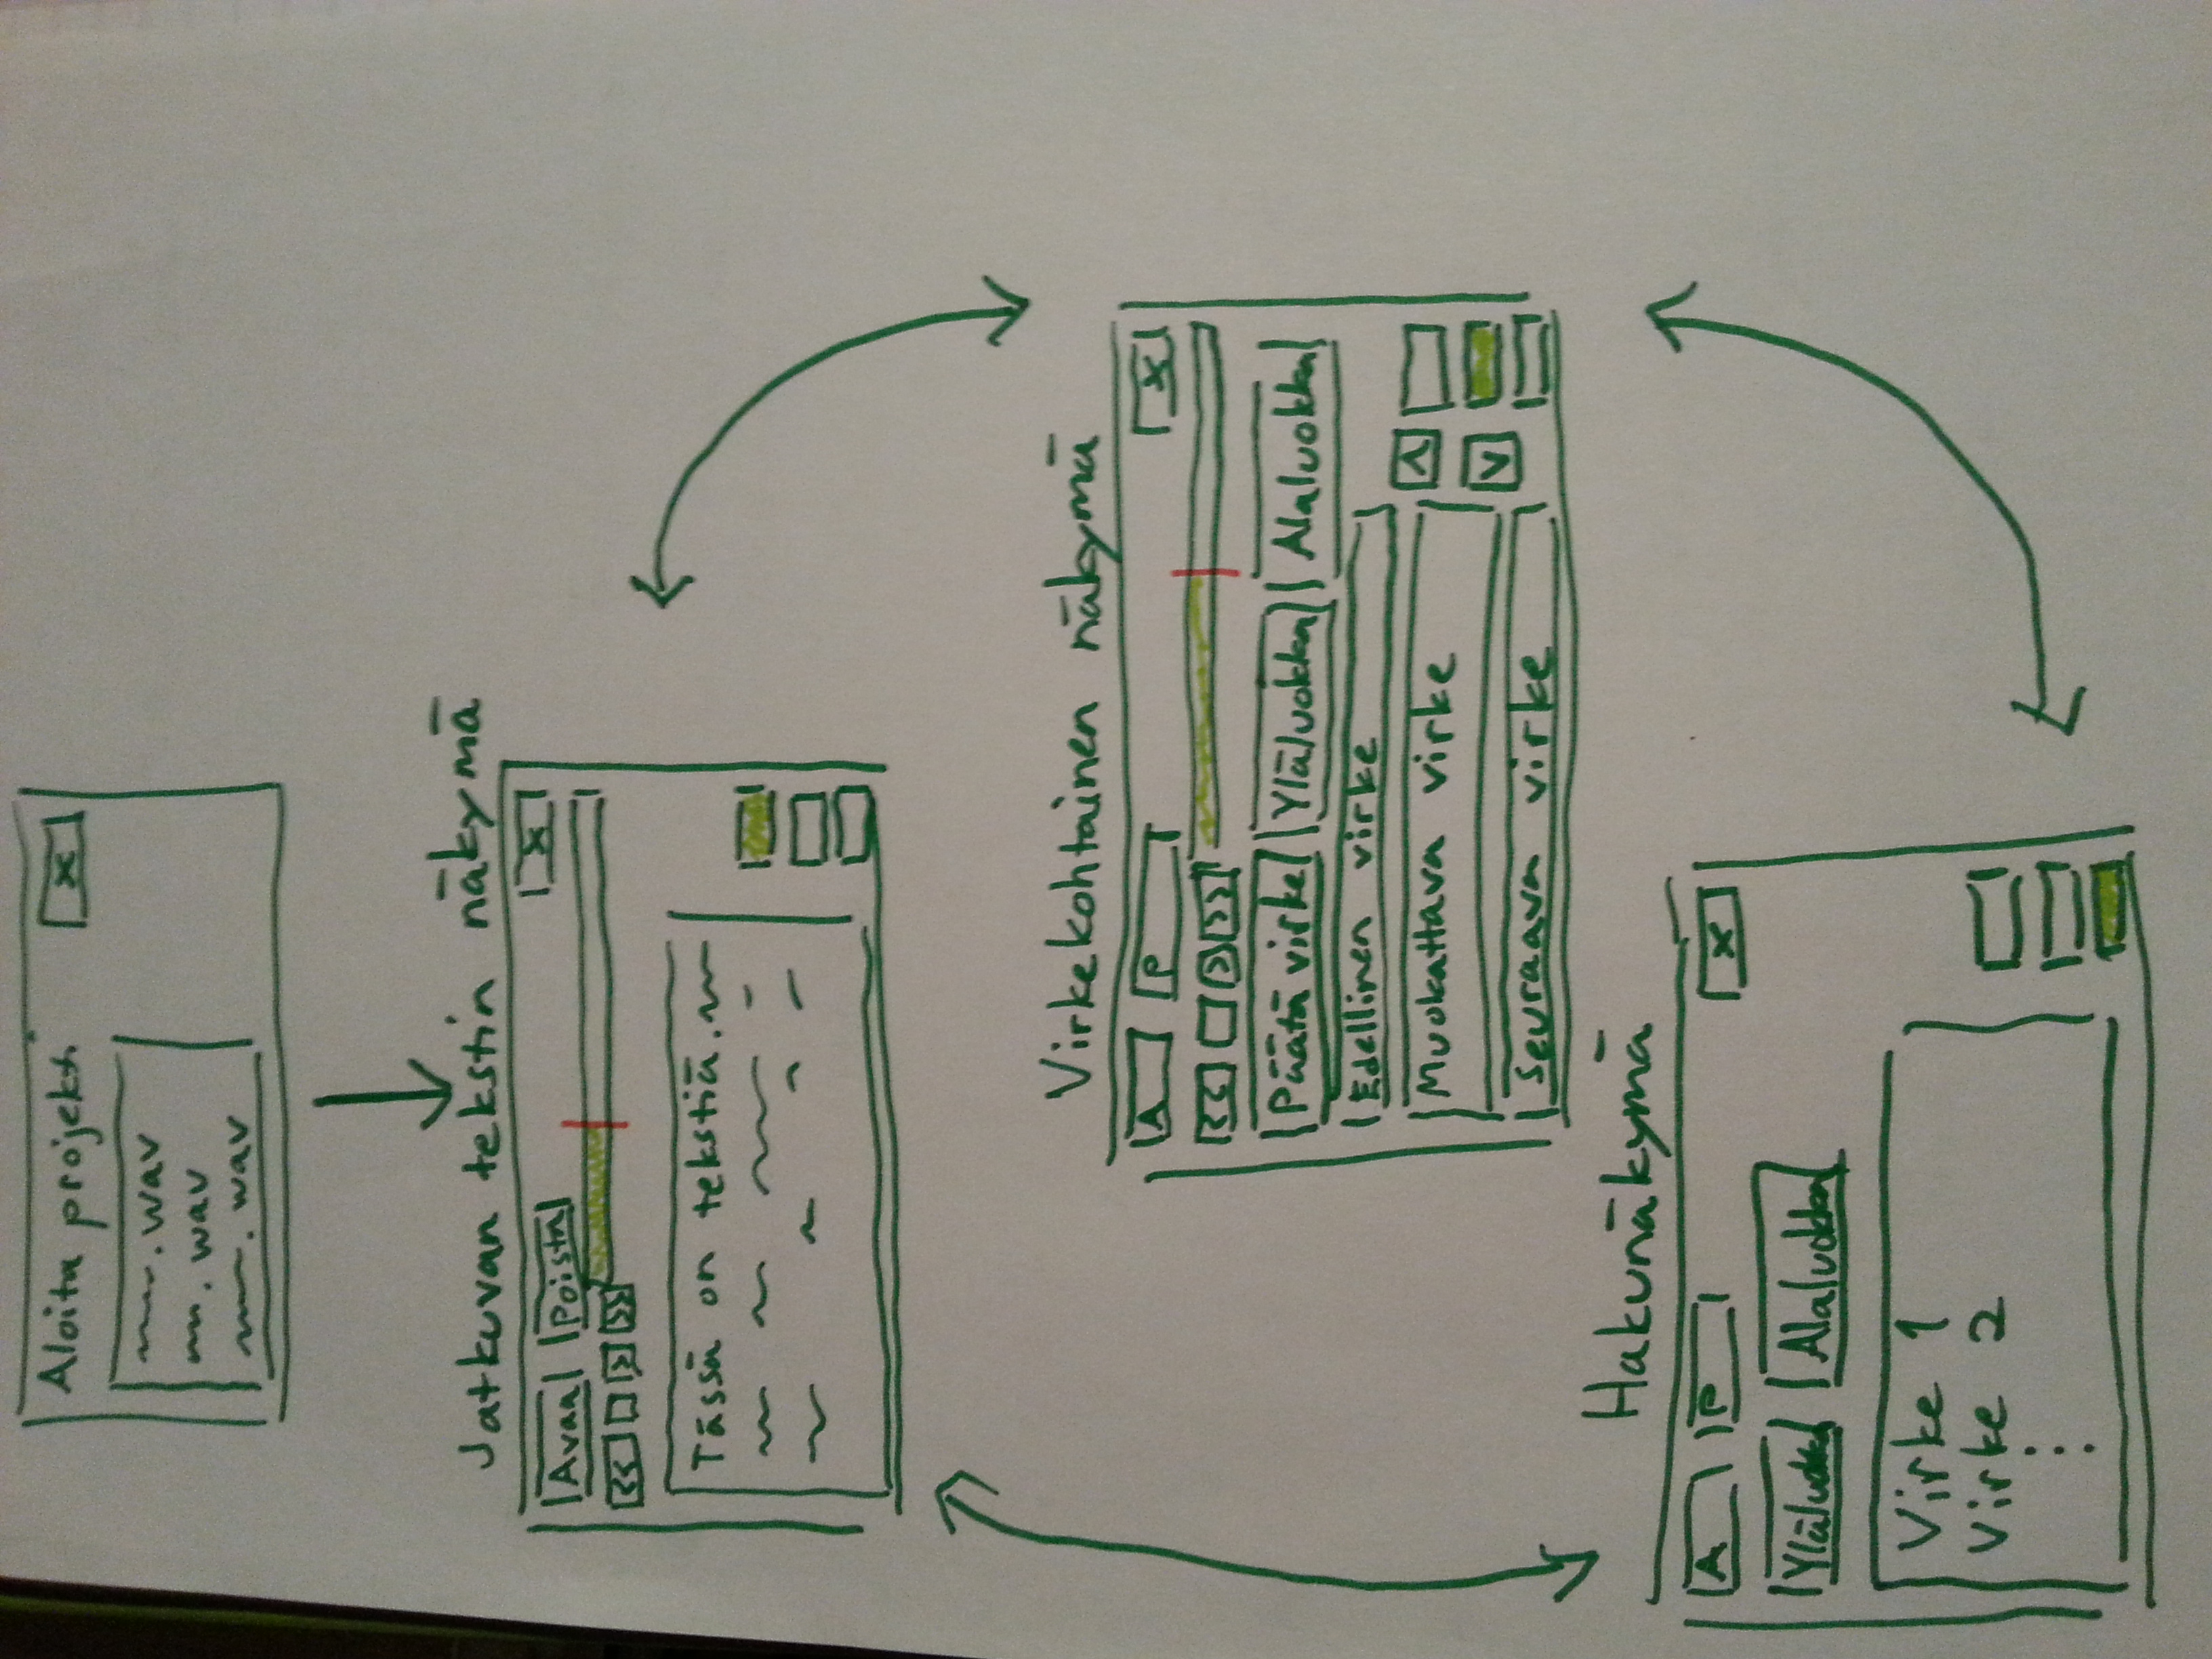 Aloita projekti
X
.wav
.wav
.wav
Jatkuvan tekstin näkymä
Avaa Poista X
<< > >>
Tässä on tekstiä.
Virkekohtainen näkymä
A P X
<< > >>
Päätä virke Yläluokka Alaluokka
Edellinen virke
Muokattava virke
Seuraava virke
Hakunäkymä
A P X
Yläluokka Alaluokka
Virke 1
Virke 2